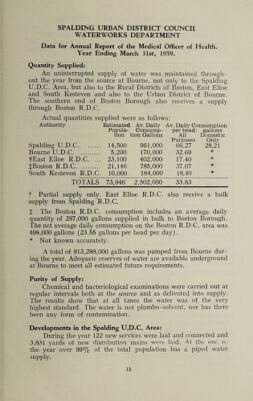 SPALDING URBAN DISTRICT COUNCIL
WATERWORKS DEPARTMENT
Data for Annual Report of the Medical Officer of Health.
Year Ending March 31st, 1959.
Quantity Supplied:
An uninterrupted supply of water was maintained through-
out the year from the source at Bourne, not only to the Spalding
U.D.C. Area, but also to the Rural Districts of Boston, East Elloe
and South Kesteven and also to the Urban District of Bourne.
The southern end of Boston Borough also receives a supply
through Boston R.D.C.
Actual quantities supplied were as follows:
Authority Estimated Av. Daily Av. Daily Consumption
Popula- Consump- per head: gallons
tion tion Gallons All Domestic
Purposes Only
Spalding U.D.C. ...... 14,500 961,000 66.27 28.21
Bourne U.D.C. ...... 5,200 170,000 32.69 *
†East Elloe R.D.C. ... 23,100 402,000 17.40 *
‡Boston R.D.C. ...... 21,146 785,000 37.07 *
South Kesteven R.D.C. 10,000 184,000 18.40 *
TOTALS 73,946 2,502,000 33.83
† Partial supply only. East Elloe R.D.C. also receive a bulk
supply from Spalding R.D.C.
‡ The Boston R.D.C. consumption includes an average daily
quantity of 287,000 gallons supplied in bulk to Boston Borough.
The net average daily consumption on the Boston R.D.C. area was
498,000 gallons (23.55 gallons per head per day).
* Not known accurately.
A total of 913,288,000 gallons was pumped from Bourne dur-
ing the year. Adequate reserves of water are available underground
at Bourne to meet all estimated future requirements.
Purity of Supply:
Chemical and bacteriological examinations were carried out at
regular intervals both at the source and as delivered into supply.
The results show that at all times the water was of the very
highest standard. The water is not plumbo-solvent, nor has there
been any form of contamination.
Developments in the Spalding U.D.C. Area:
During the year 122 new services were laid and connected and
3,831 yards of new distribution mains were laid. At the end of
the year over 99% of the total population has a piped water
supply.
15